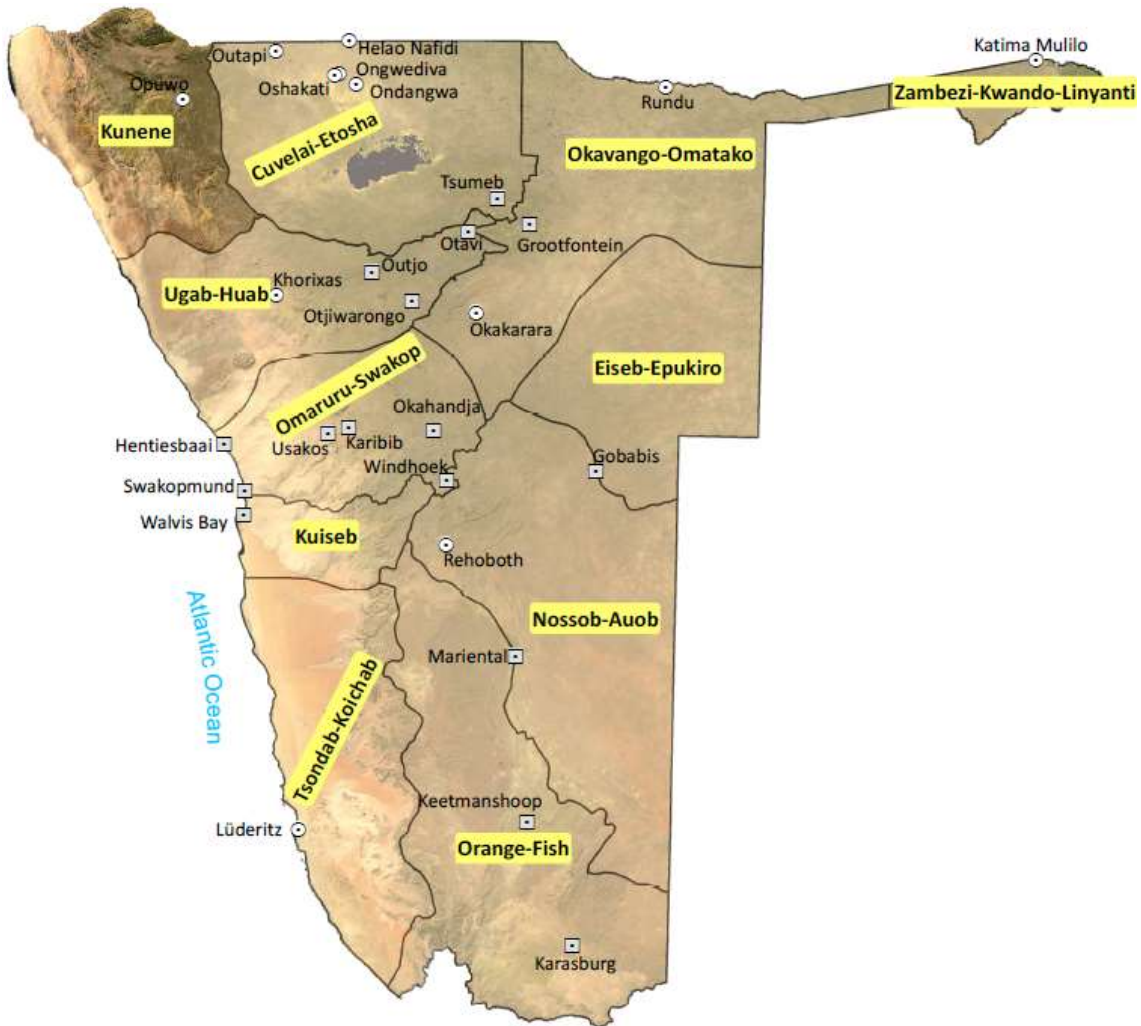 Helao Nafidi
Outapi
Katima Mulilo
Ongwediva
Oshakati
Ondangwa
Opuwo
Rundu
Zambezi-Kwando-Linyanti
Kunene
Cuvelai-Etosha
Okavango-Omatako
Tsumeb
Otavi
Grootfontein
Outjo
Khorixas
Ugab-Huab
Otjiwarongo
Okakarara
Eiseb-Epukiro
Omaruru-Swakop
Okahandja
Hentiesbaai
Usakos
Karibib
Gobabis
Windhoek
Swakopmund
Walvis Bay
Kuiseb
Rehoboth
Atlantic Ocean
Nossob-Auob
Mariental
Tsondab-Koichab
Keetmanshoop
Lüderitz
Orange-Fish
Karasburg